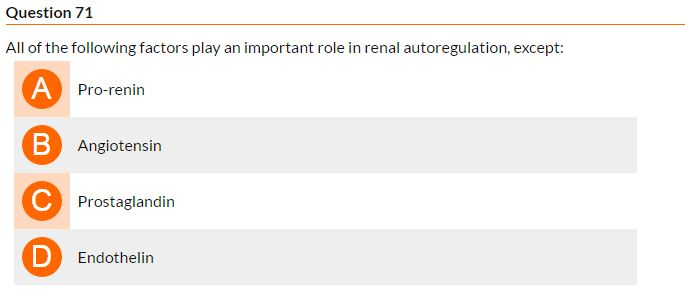 Question 71
All of the following factors play an important role in renal autoregulation, except:
A Pro-renin
B Angiotensin
C Prostaglandin
D Endothelin